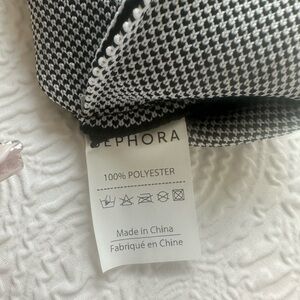 SEPHORA
100% POLYESTER
Made in China
Fabriqué en Chine